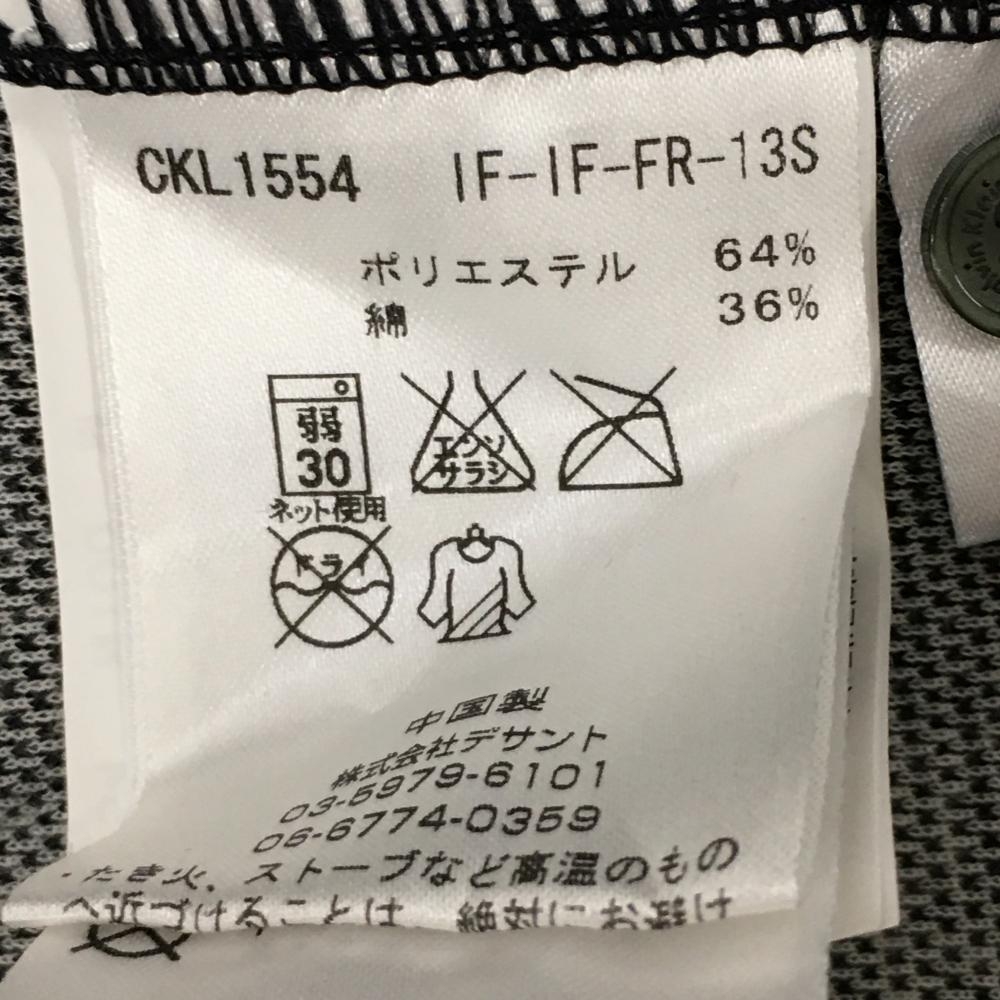 CKL1554 IF-IF-FR-13S
ポリエステル 64%
綿 36%
弱
30
ネット使用
エンソ
サラシ
ドライ
中国製
株式会社デサント
03-5979-6101
06-6774-0359
・たき火、ストーブなど高温のもの
へ近づけることは、絶対にお避け